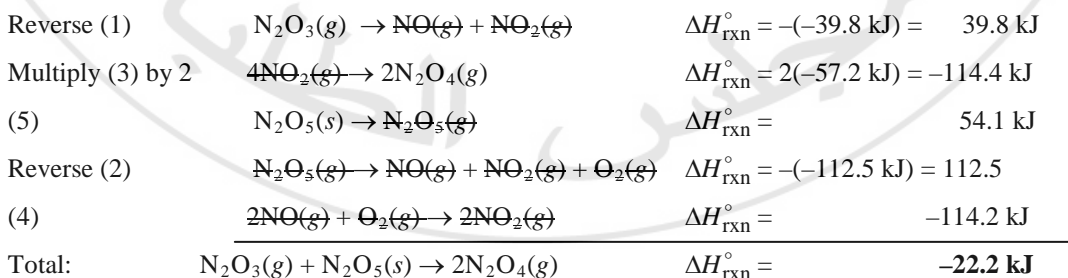 Reverse (1) N₂O₃(g) → NO(g) + NO₂(g) ΔH°rxn = –(–39.8 kJ) = 39.8 kJ
Multiply (3) by 2 4NO₂(g) → 2N₂O₄(g) ΔH°rxn = 2(–57.2 kJ) = –114.4 kJ
(5) N₂O₅(s) → N₂O₅(g) ΔH°rxn = 54.1 kJ
Reverse (2) N₂O₅(g) → NO(g) + NO₂(g) + O₂(g) ΔH°rxn = –(–112.5 kJ) = 112.5
(4) 2NO(g) + O₂(g) → 2NO₂(g) ΔH°rxn = –114.2 kJ
Total: N₂O₃(g) + N₂O₅(s) → 2N₂O₄(g) ΔH°rxn = –22.2 kJ